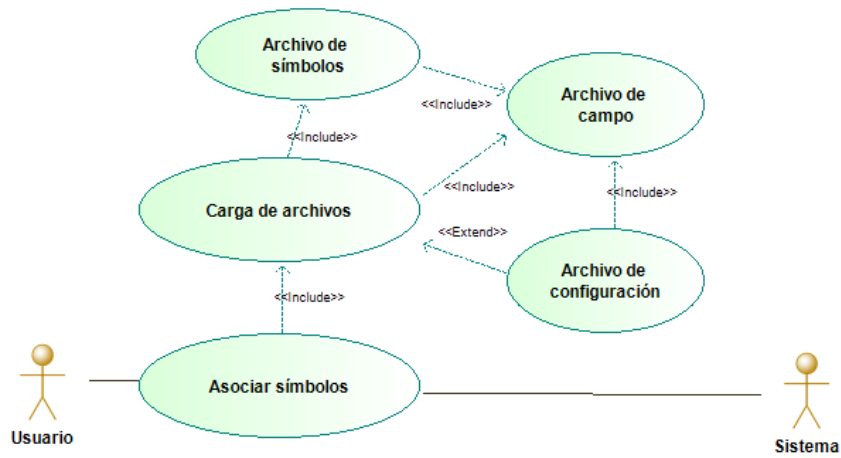 Archivo de
símbolos
Archivo de
campo
<<Include>>
<<Include>>
Carga de archivos
<<Include>>
<<Include>>
<<Extend>>
Archivo de
configuración
<<Include>>
Asociar símbolos
Usuario
Sistema